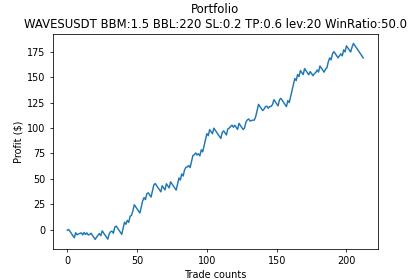 Portfolio
WAVESUSDT BBM:1.5 BBL:220 SL:0.2 TP:0.6 lev:20 WinRatio:50.0
175
150
125
100
75
50
25
0
Profit ($)
0 50 100 150 200
Trade counts